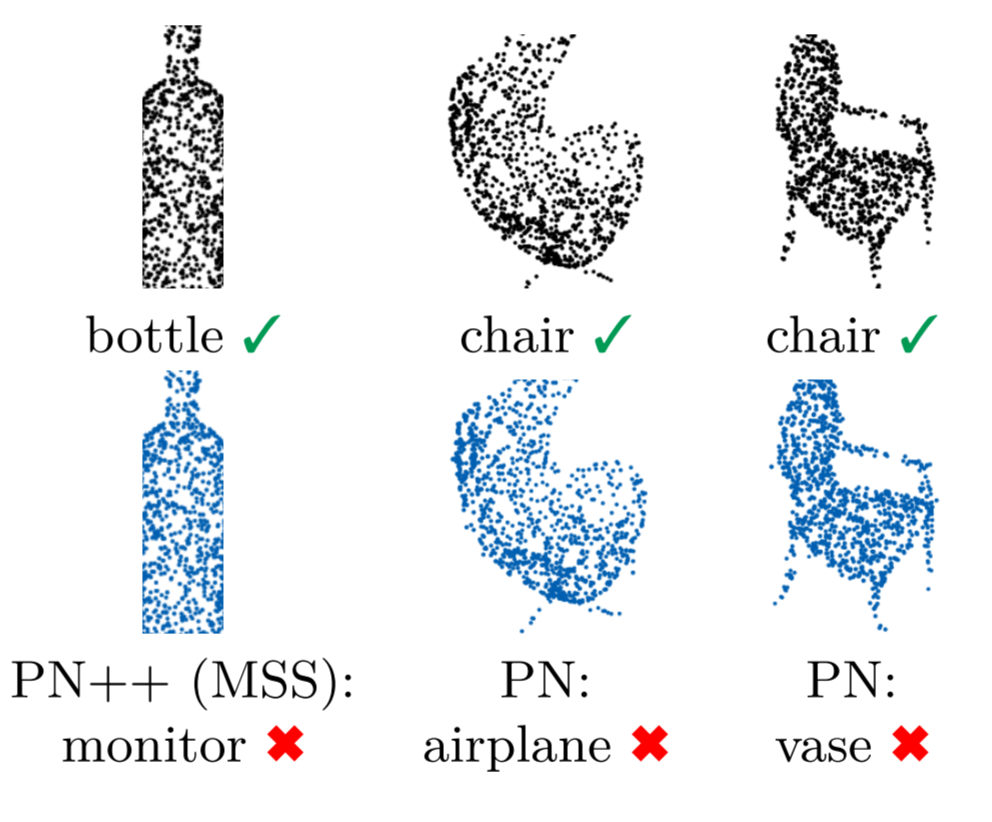 bottle ✓ chair ✓ chair ✓
PN++ (MSS): PN: PN:
monitor ✖ airplane ✖ vase ✖